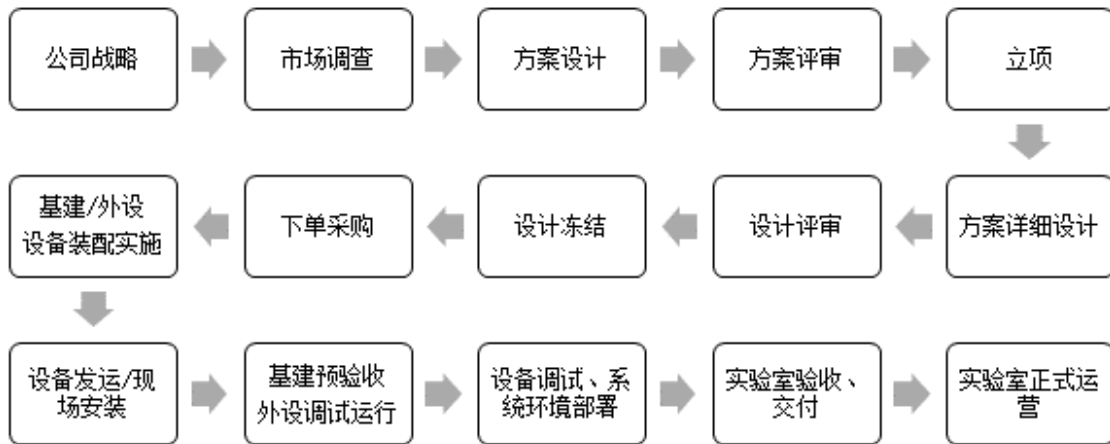 公司战略
市场调查
方案设计
方案评审
立项
方案详细设计
设计评审
设计冻结
下单采购
基建/外设
设备装配实施
设备发运/现
场安装
基建预验收
外设调试运行
设备调试、系
统环境部署
实验室验收、
交付
实验室正式运
营